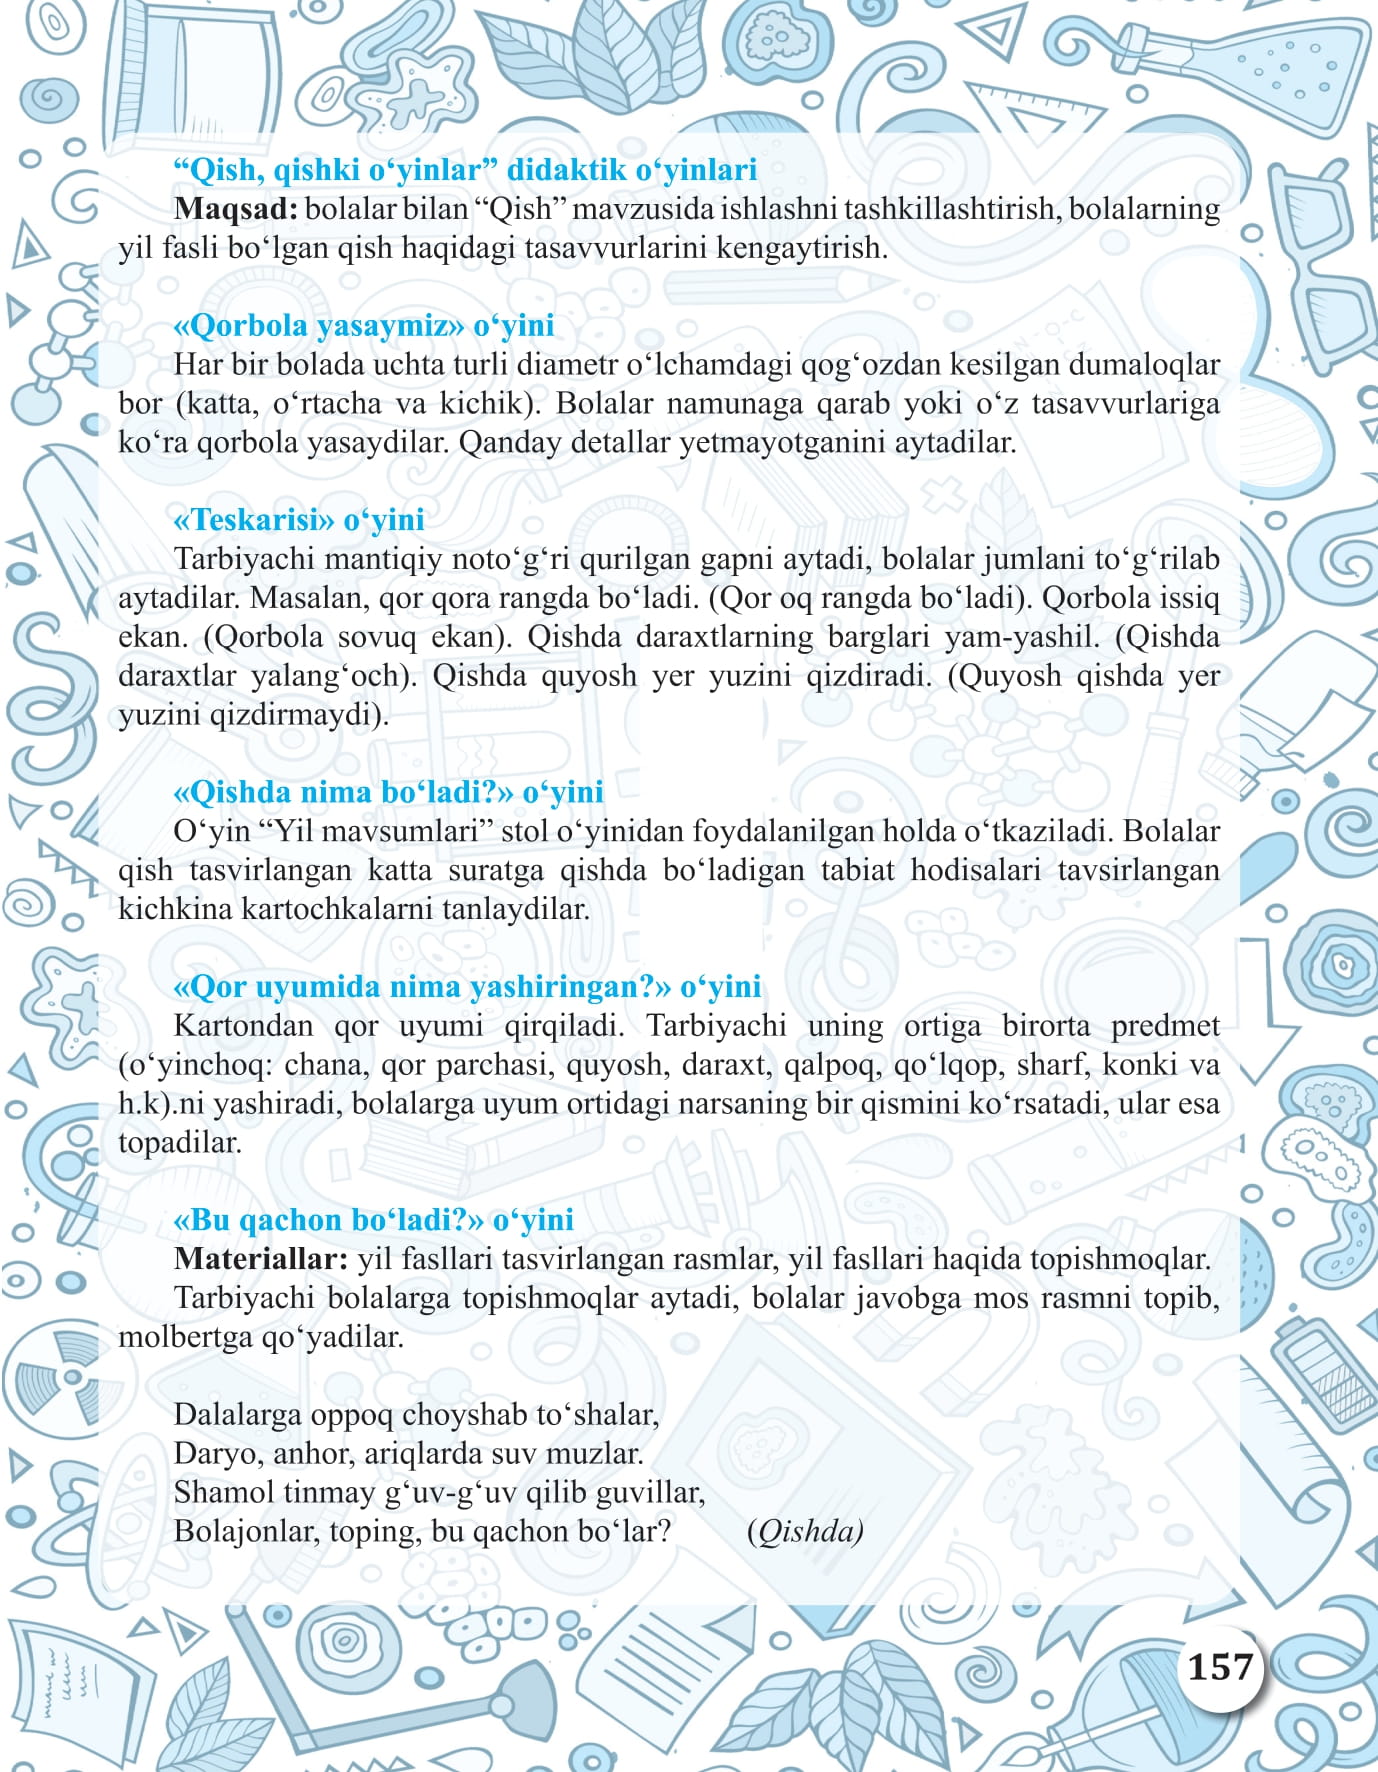 “Qish, qishki o‘yinlar” didaktik o‘yinlari
Maqsad: bolalar bilan “Qish” mavzusida ishlashni tashkillashtirish, bolalarning
yil fasli bo‘lgan qish haqidagi tasavvurlarini kengaytirish.
«Qorbola yasaymiz» o‘yini
Har bir bolada uchta turli diametr o‘lchamdagi qog‘ozdan kesilgan dumaloqlar
bor (katta, o‘rtacha va kichik). Bolalar namunaga qarab yoki o‘z tasavvurlariga
ko‘ra qorbola yasaydilar. Qanday detallar yetmayotganini aytadilar.
«Teskarisi» o‘yini
Tarbiyachi mantiqiy noto‘g‘ri qurilgan gapni aytadi, bolalar jumlani to‘g‘rilab
aytadilar. Masalan, qor qora rangda bo‘ladi. (Qor oq rangda bo‘ladi). Qorbola issiq
ekan. (Qorbola sovuq ekan). Qishda daraxtlarning barglari yam-yashil. (Qishda
daraxtlar yalang‘och). Qishda quyosh yer yuzini qizdiradi. (Quyosh qishda yer
yuzini qizdirmaydi).
«Qishda nima bo‘ladi?» o‘yini
O‘yin “Yil mavsumlari” stol o‘yinidan foydalanilgan holda o‘tkaziladi. Bolalar
qish tasvirlangan katta suratga qishda bo‘ladigan tabiat hodisalari tavsirlangan
kichkina kartochkalarni tanlaydilar.
«Qor uyumida nima yashiringan?» o‘yini
Kartondan qor uyumi qirqiladi. Tarbiyachi uning ortiga birorta predmet
(o‘yinchoq: chana, qor parchasi, quyosh, daraxt, qalpoq, qo‘lqop, sharf, konki va
h.k).ni yashiradi, bolalarga uyum ortidagi narsaning bir qismini ko‘rsatadi, ular esa
topadilar.
«Bu qachon bo‘ladi?» o‘yini
Materiallar: yil fasllari tasvirlangan rasmlar, yil fasllari haqida topishmoqlar.
Tarbiyachi bolalarga topishmoqlar aytadi, bolalar javobga mos rasmni topib,
molbertga qo‘yadilar.
Dalalarga oppoq choyshab to‘shalar,
Daryo, anhor, ariqlarda suv muzlar.
Shamol tinmay g‘uv-g‘uv qilib guvillar,
Bolajonlar, toping, bu qachon bo‘lar? (Qishda)
157